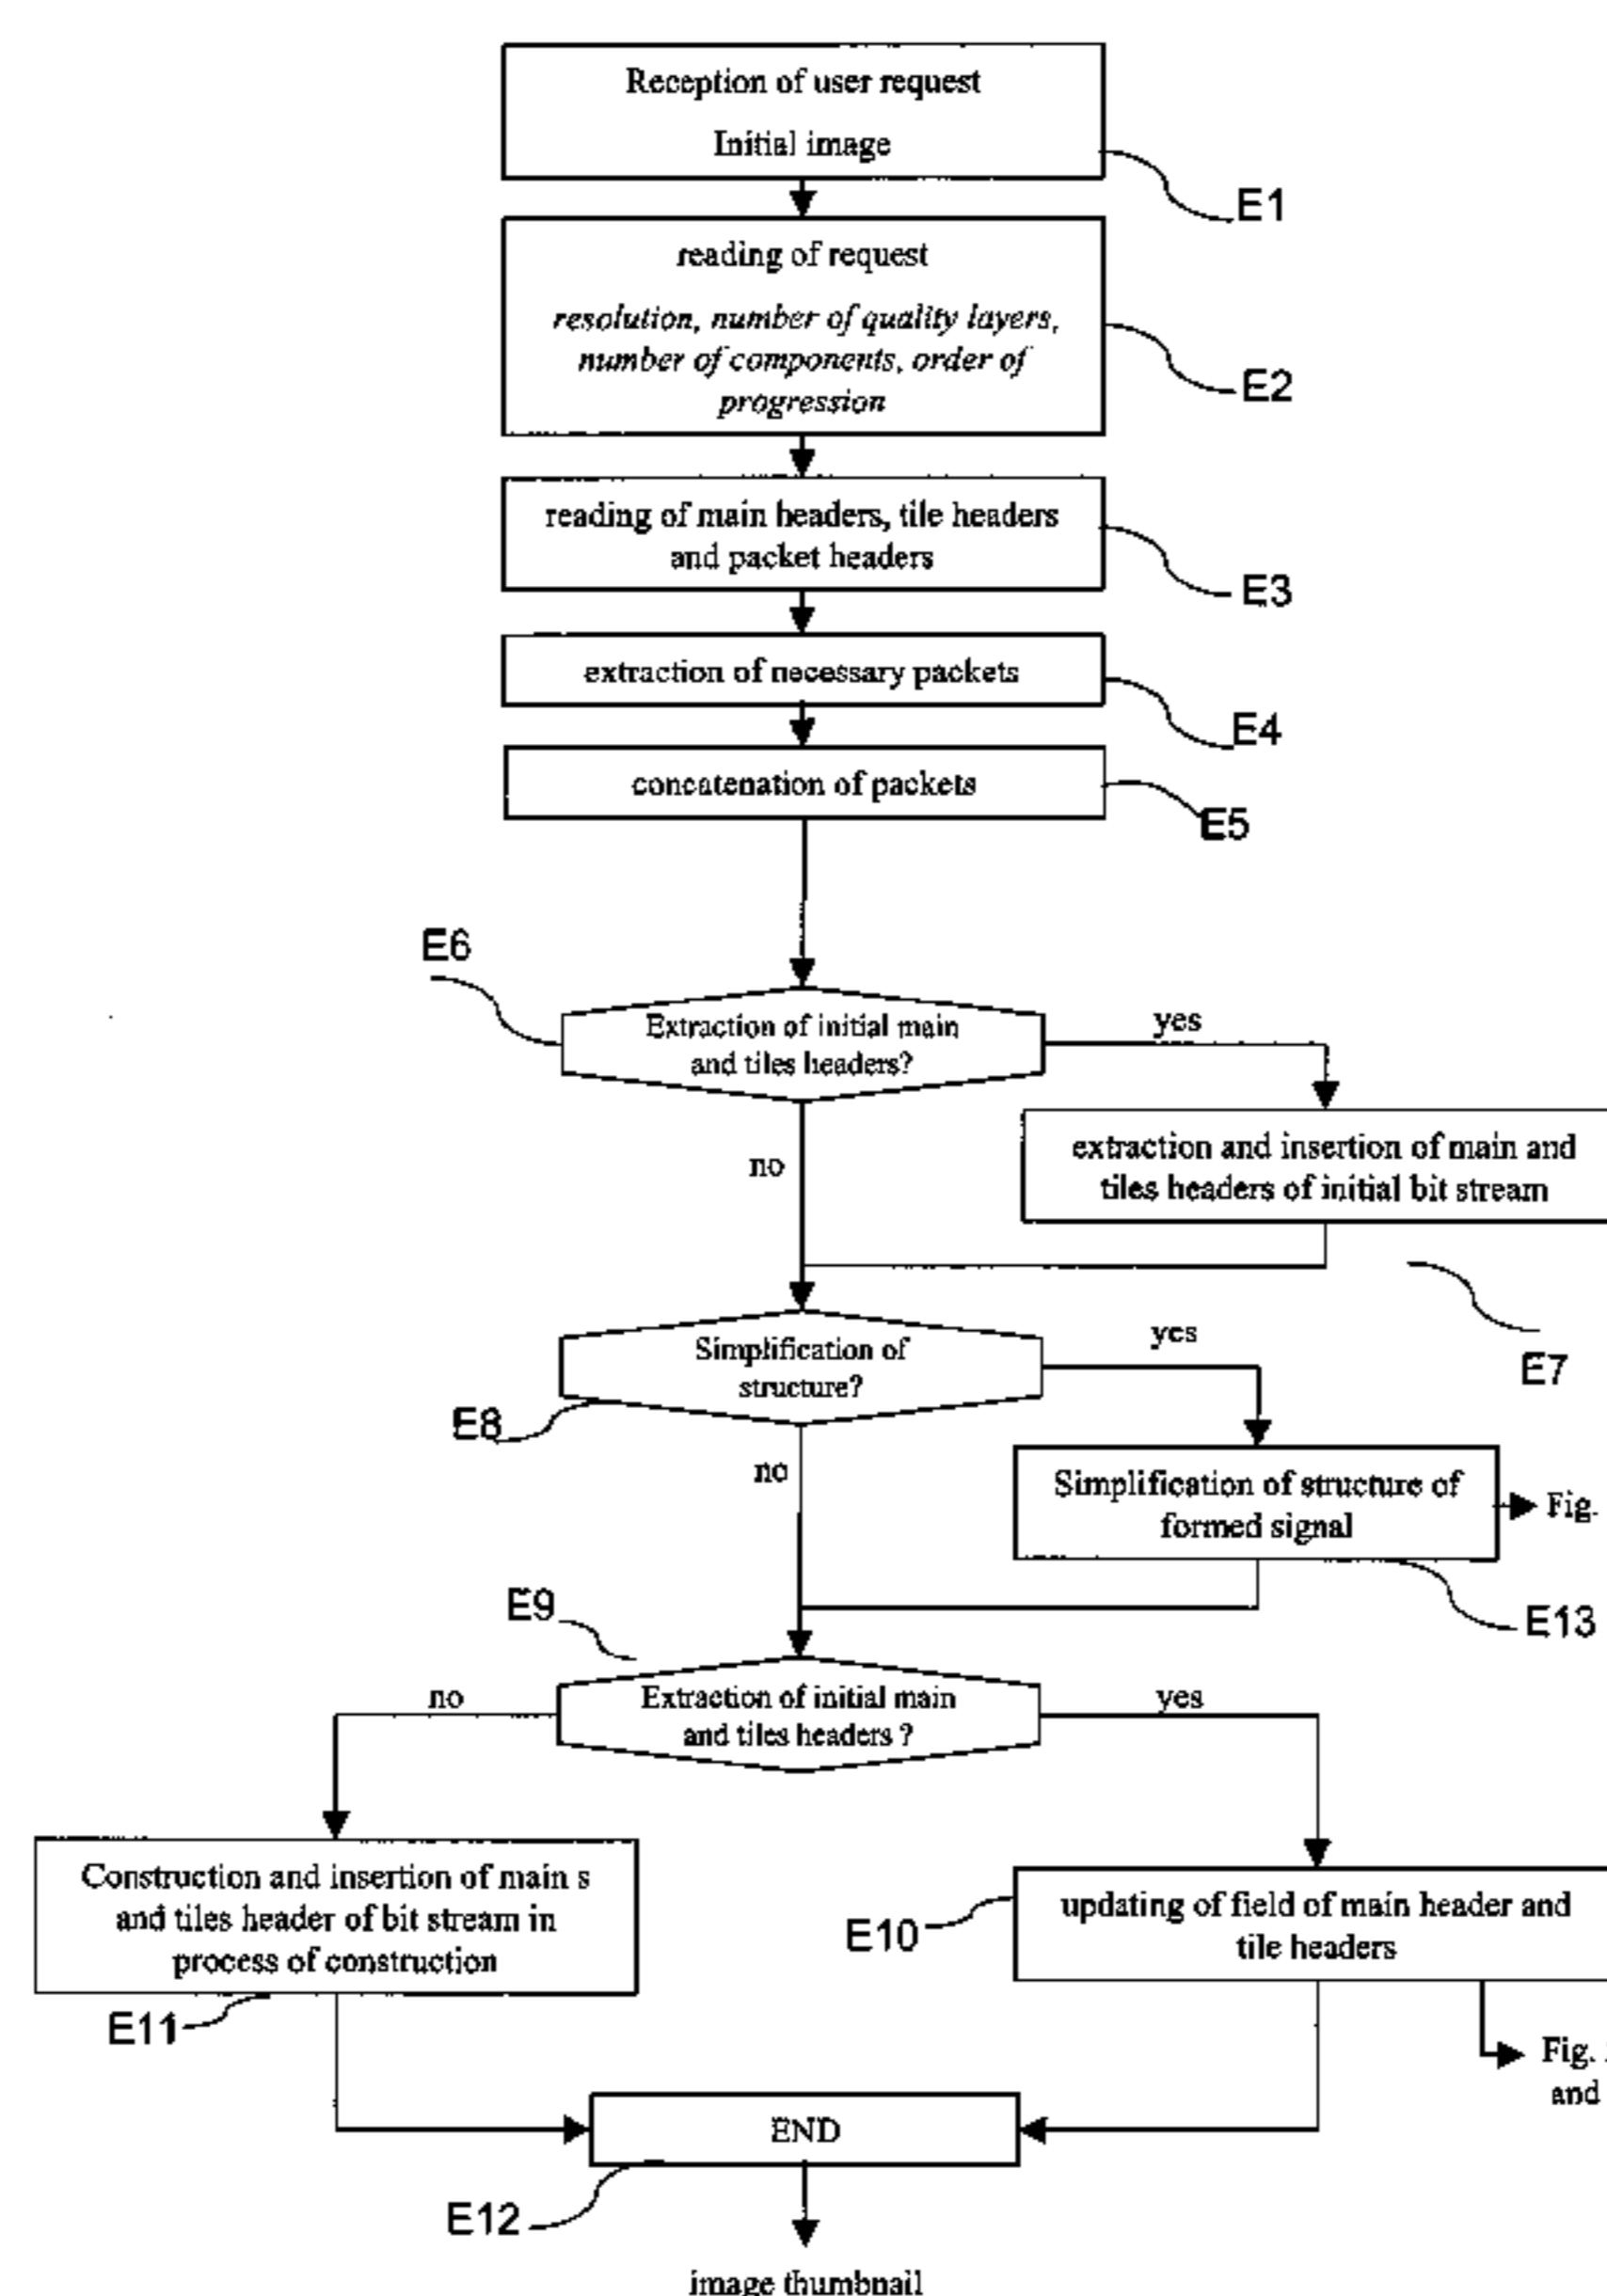 Reception of user request
Initial image
E1
reading of request
resolution, number of quality layers,
number of components, order of
progression
E2
reading of main headers, tile headers
and packet headers
E3
extraction of necessary packets
E4
concatenation of packets
E5
E6
Extraction of initial main
and tiles headers?
yes
no
extraction and insertion of main and
tiles headers of initial bit stream
E7
Simplification of
structure?
yes
E8
no
Simplification of structure of
formed signal
Fig.
E13
E9
Extraction of initial main
and tiles headers ?
no
yes
Construction and insertion of main s
and tiles header of bit stream in
process of construction
E11
updating of field of main header and
tile headers
E10
Fig.
and
END
E12
image thumbnail